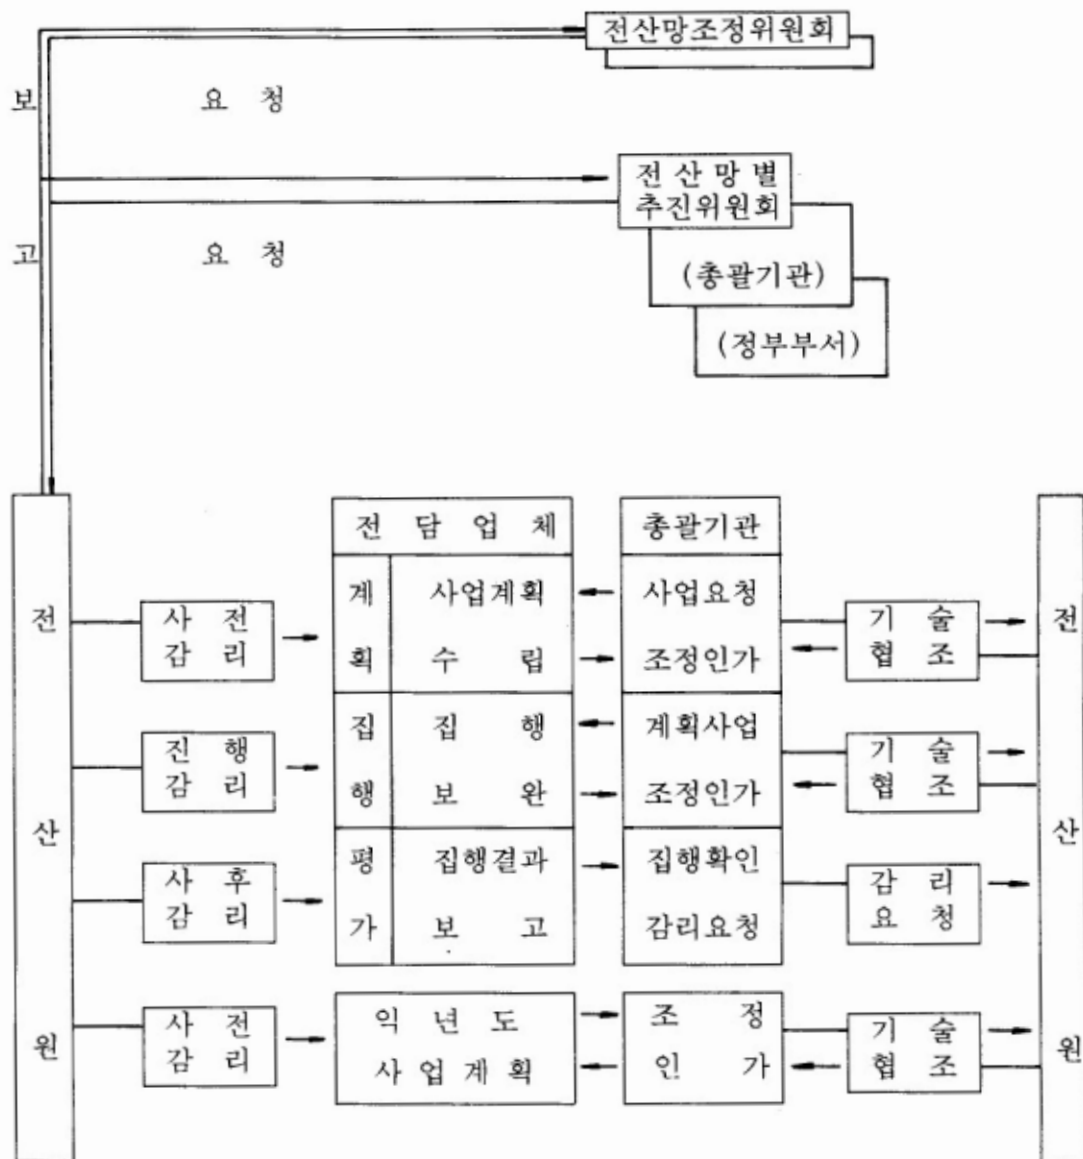 전산망조정위원회
보
요 청
전 산 망 별
추진위원회
고
요 청
(총괄기관)
(정부부서)
전 담 업 체
총괄기관
계
획
사업계획
수 립
사업요청
조정인가
전
산
원
사 전
감 리
기 술
협 조
전
산
원
진 행
감 리
집
행
집 행
보 완
계획사업
조정인가
기 술
협 조
사 후
감 리
평
가
집행결과
보 고
집행확인
감리요청
감 리
요 청
사 전
감 리
익 년 도
사 업 계 획
조 정
인 가
기 술
협 조